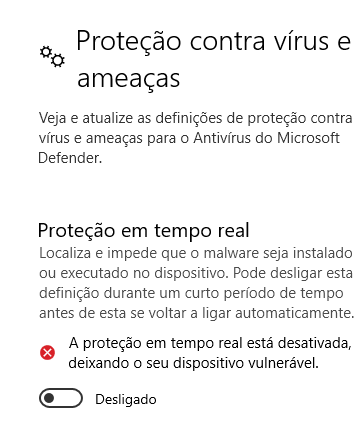 Proteção contra vírus e
ameaças
Veja e atualize as definições de proteção contra
vírus e ameaças para o Antivírus do Microsoft
Defender.
Proteção em tempo real
Localiza e impede que o malware seja instalado
ou executado no dispositivo. Pode desligar esta
definição durante um curto período de tempo
antes de esta se voltar a ligar automaticamente.
A proteção em tempo real está desativada,
deixando o seu dispositivo vulnerável.
Desligado